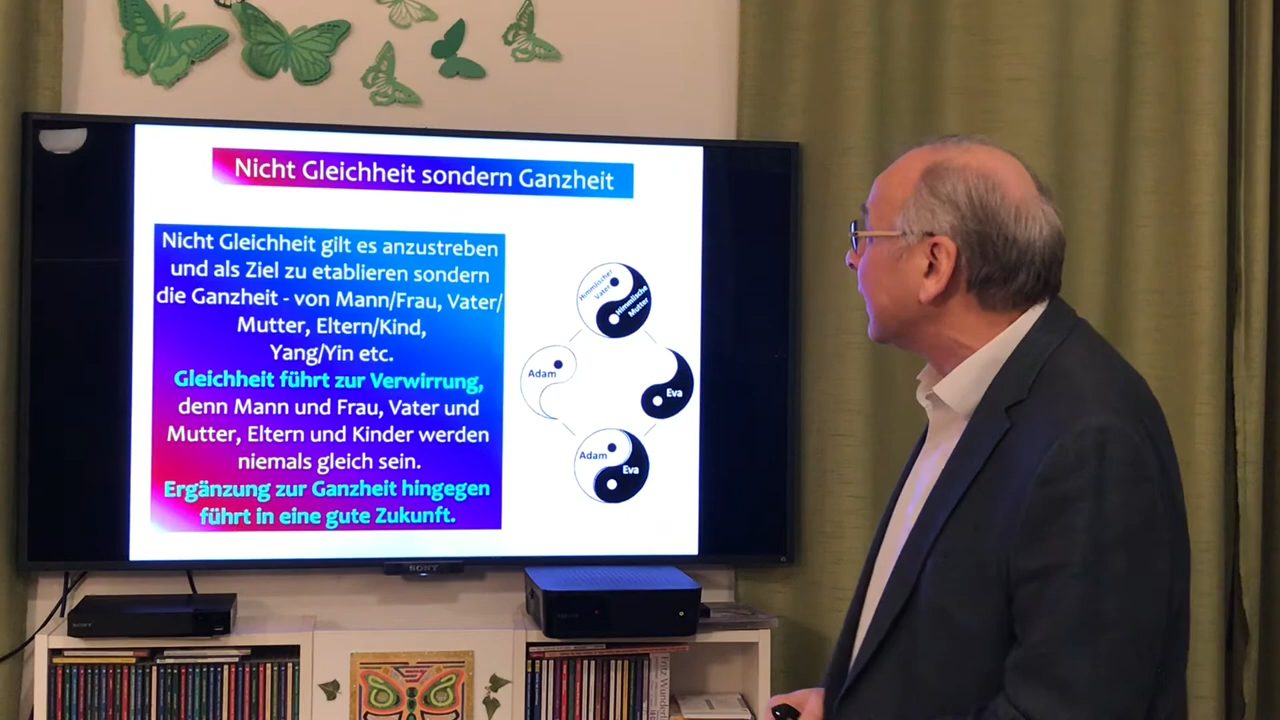 Nicht Gleichheit sondern Ganzheit
Nicht Gleichheit gilt es anzustreben
und als Ziel zu etablieren sondern
die Ganzheit - von Mann/Frau, Vater/
Mutter, Eltern/Kind,
Yang/Yin etc.
Gleichheit führt zur Verwirrung,
denn Mann und Frau, Vater und
Mutter, Eltern und Kinder werden
niemals gleich sein.
Ergänzung zur Ganzheit hingegen
führt in eine gute Zukunft.
Himmlischer
Vater
Himmlische
Mutter
Adam
Eva
Adam
Eva
SONY
SONY
Fritz Wunderli